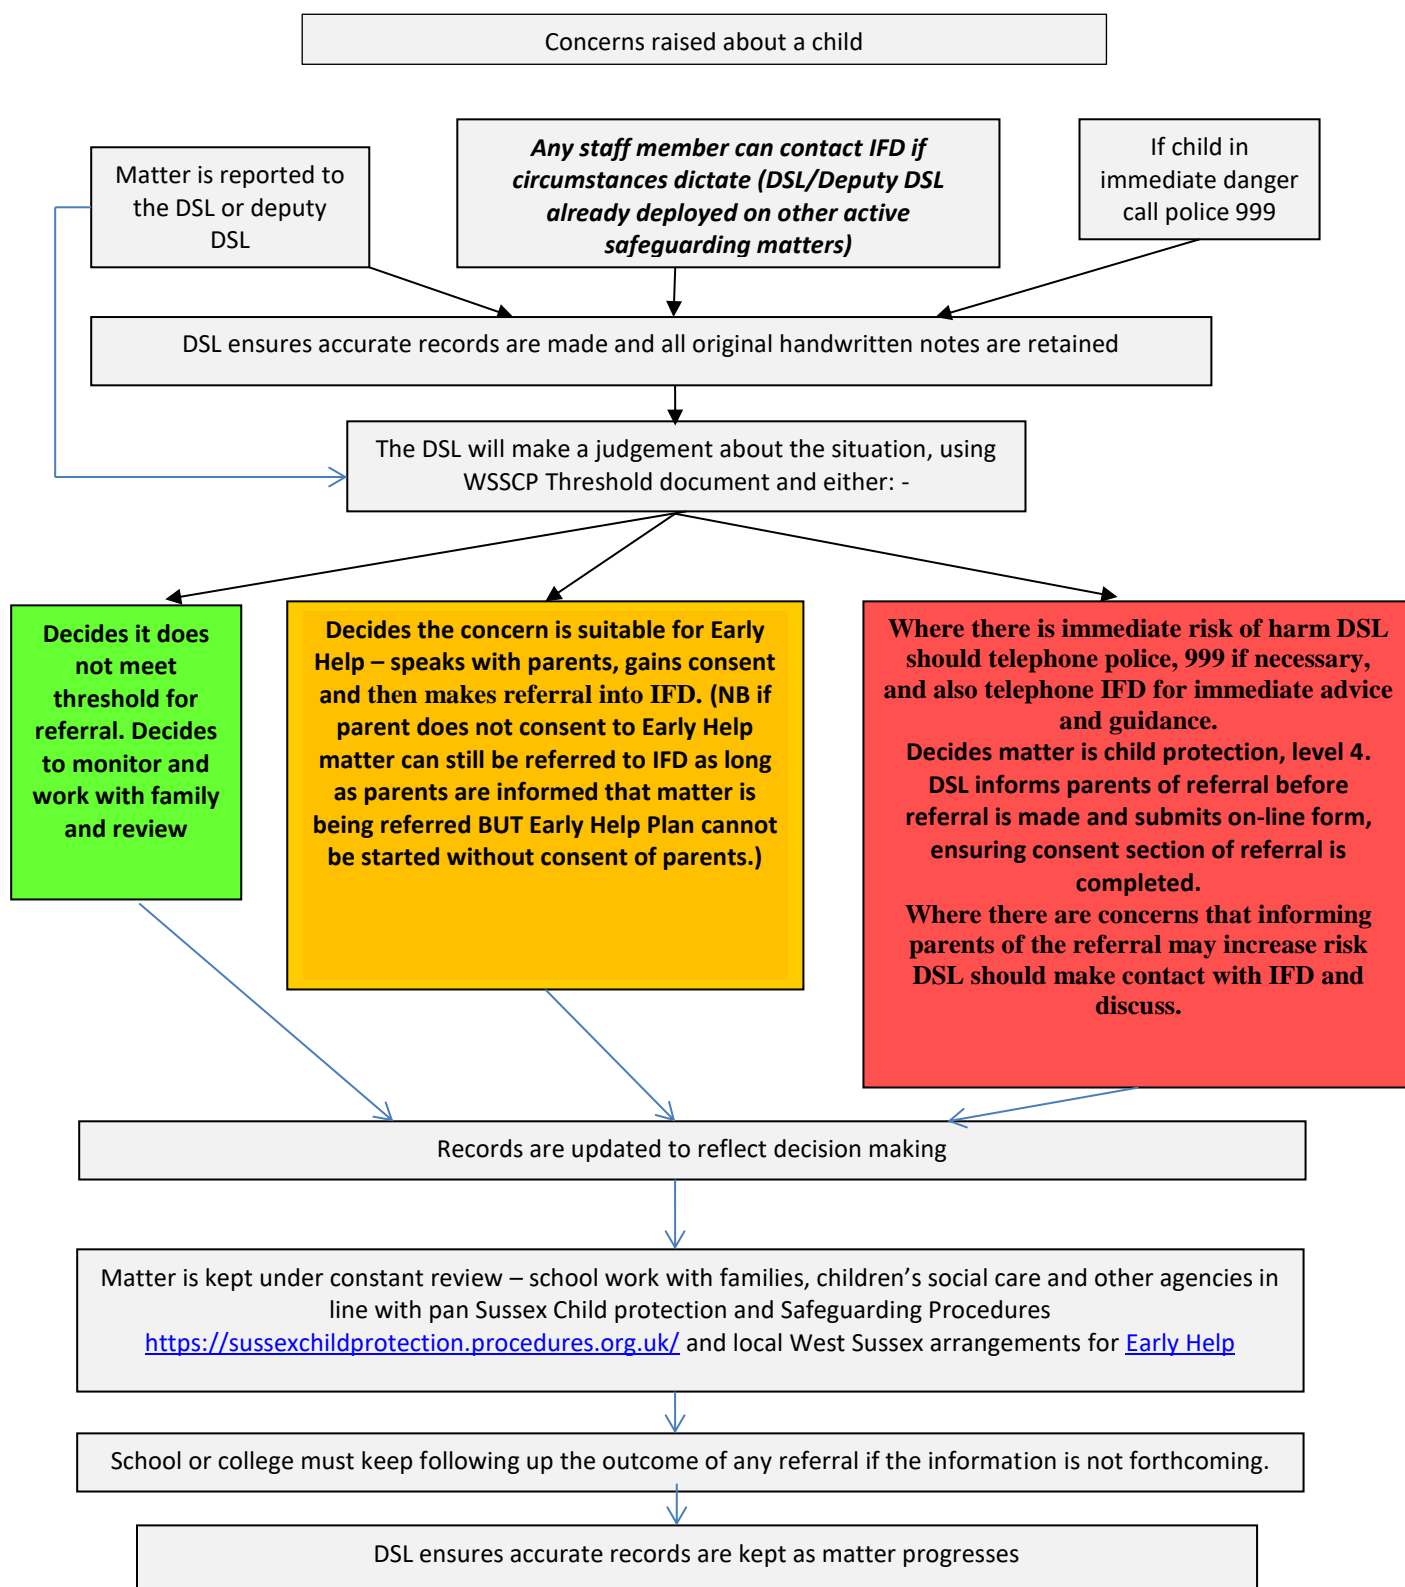 Concerns raised about a child
Matter is reported to
the DSL or deputy
DSL
Any staff member can contact IFD if
circumstances dictate (DSL/Deputy DSL
already deployed on other active
safeguarding matters)
If child in
immediate danger
call police 999
DSL ensures accurate records are made and all original handwritten notes are retained
The DSL will make a judgement about the situation, using
WSSCP Threshold document and either: -
Decides it does
not meet
threshold for
referral. Decides
to monitor and
work with family
and review
Decides the concern is suitable for Early
Help – speaks with parents, gains consent
and then makes referral into IFD. (NB if
parent does not consent to Early Help
matter can still be referred to IFD as long
as parents are informed that matter is
being referred BUT Early Help Plan cannot
be started without consent of parents.)
Where there is immediate risk of harm DSL
should telephone police, 999 if necessary,
and also telephone IFD for immediate advice
and guidance.
Decides matter is child protection, level 4.
DSL informs parents of referral before
referral is made and submits on-line form,
ensuring consent section of referral is
completed.
Where there are concerns that informing
parents of the referral may increase risk
DSL should make contact with IFD and
discuss.
Records are updated to reflect decision making
Matter is kept under constant review – school work with families, children’s social care and other agencies in
line with pan Sussex Child protection and Safeguarding Procedures
https://sussexchildprotection.procedures.org.uk/ and local West Sussex arrangements for Early Help
School or college must keep following up the outcome of any referral if the information is not forthcoming.
DSL ensures accurate records are kept as matter progresses